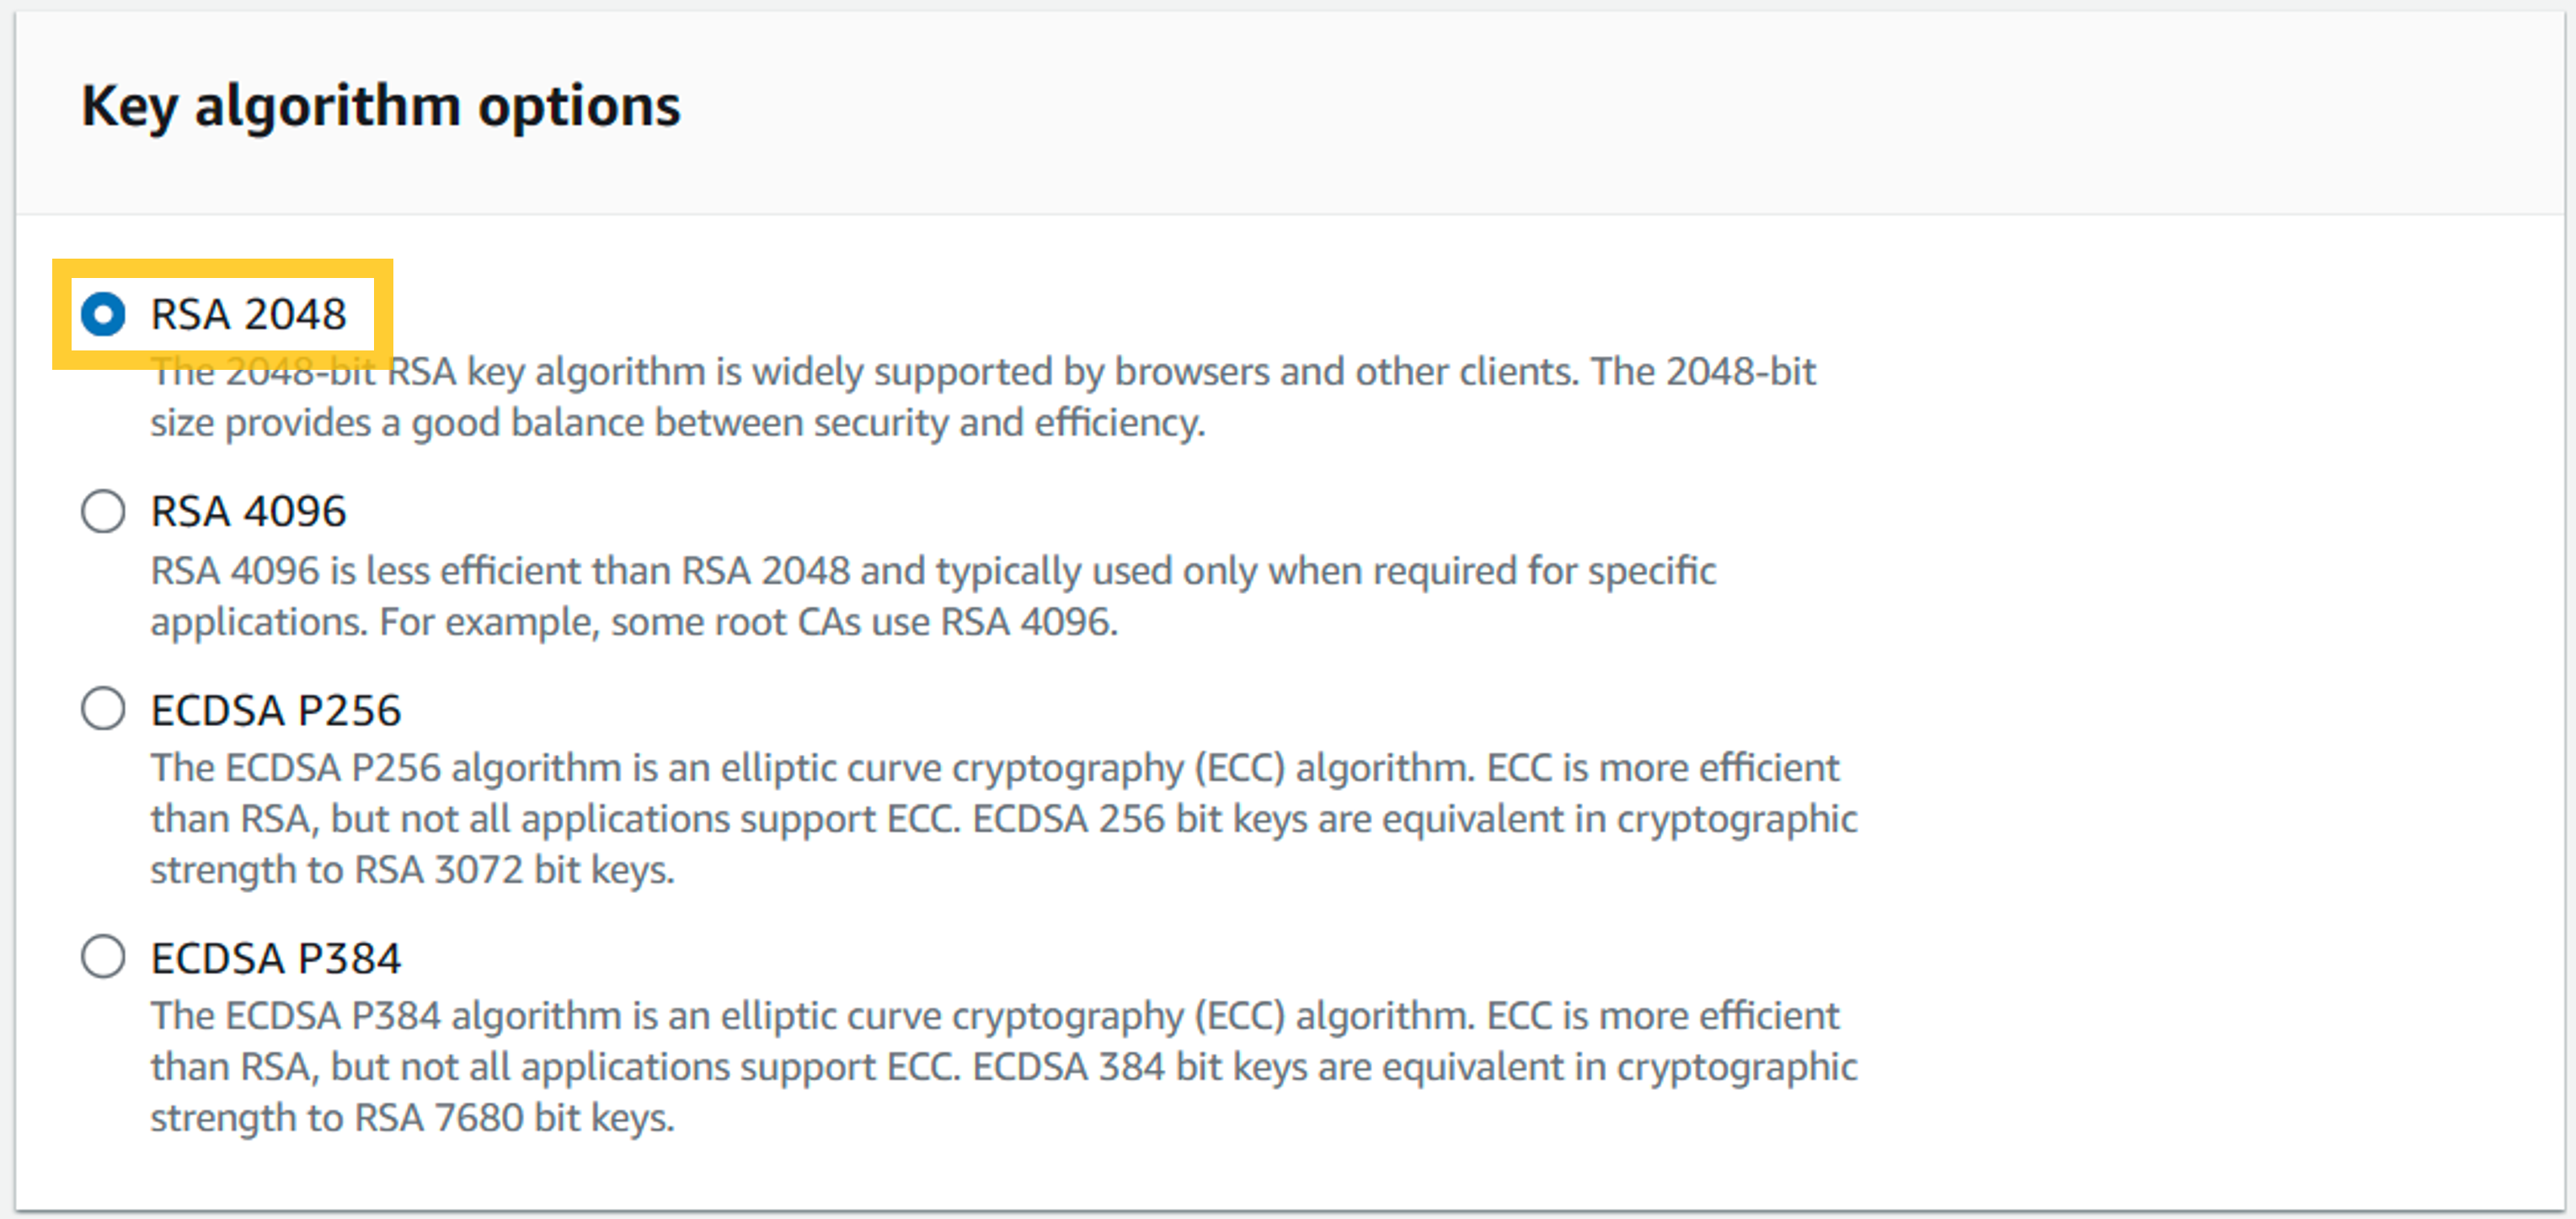 Key algorithm options
RSA 2048
The 2048-bit RSA key algorithm is widely supported by browsers and other clients. The 2048-bit
size provides a good balance between security and efficiency.
RSA 4096
RSA 4096 is less efficient than RSA 2048 and typically used only when required for specific
applications. For example, some root CAs use RSA 4096.
ECDSA P256
The ECDSA P256 algorithm is an elliptic curve cryptography (ECC) algorithm. ECC is more efficient
than RSA, but not all applications support ECC. ECDSA 256 bit keys are equivalent in cryptographic
strength to RSA 3072 bit keys.
ECDSA P384
The ECDSA P384 algorithm is an elliptic curve cryptography (ECC) algorithm. ECC is more efficient
than RSA, but not all applications support ECC. ECDSA 384 bit keys are equivalent in cryptographic
strength to RSA 7680 bit keys.